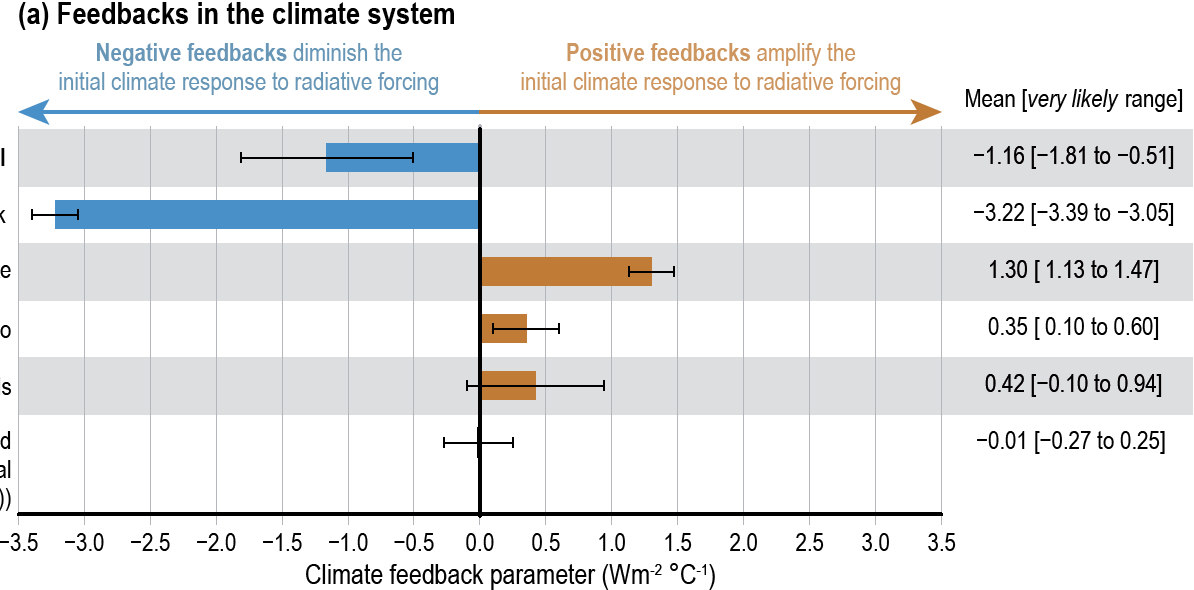 (a) Feedbacks in the climate system
Negative feedbacks diminish the
initial climate response to radiative forcing
Positive feedbacks amplify the
initial climate response to radiative forcing
Mean [very likely range]
l
−1.16 [−1.81 to −0.51]
k
−3.22 [−3.39 to −3.05]
e
1.30 [ 1.13 to 1.47]
o
0.35 [ 0.10 to 0.60]
ls
0.42 [−0.10 to 0.94]
d
−0.01 [−0.27 to 0.25]
al
))
−3.5 −3.0 −2.5 −2.0 −1.5 −1.0 −0.5 0.0 0.5 1.0 1.5 2.0 2.5 3.0 3.5
Climate feedback parameter (Wm⁻² °C⁻¹)